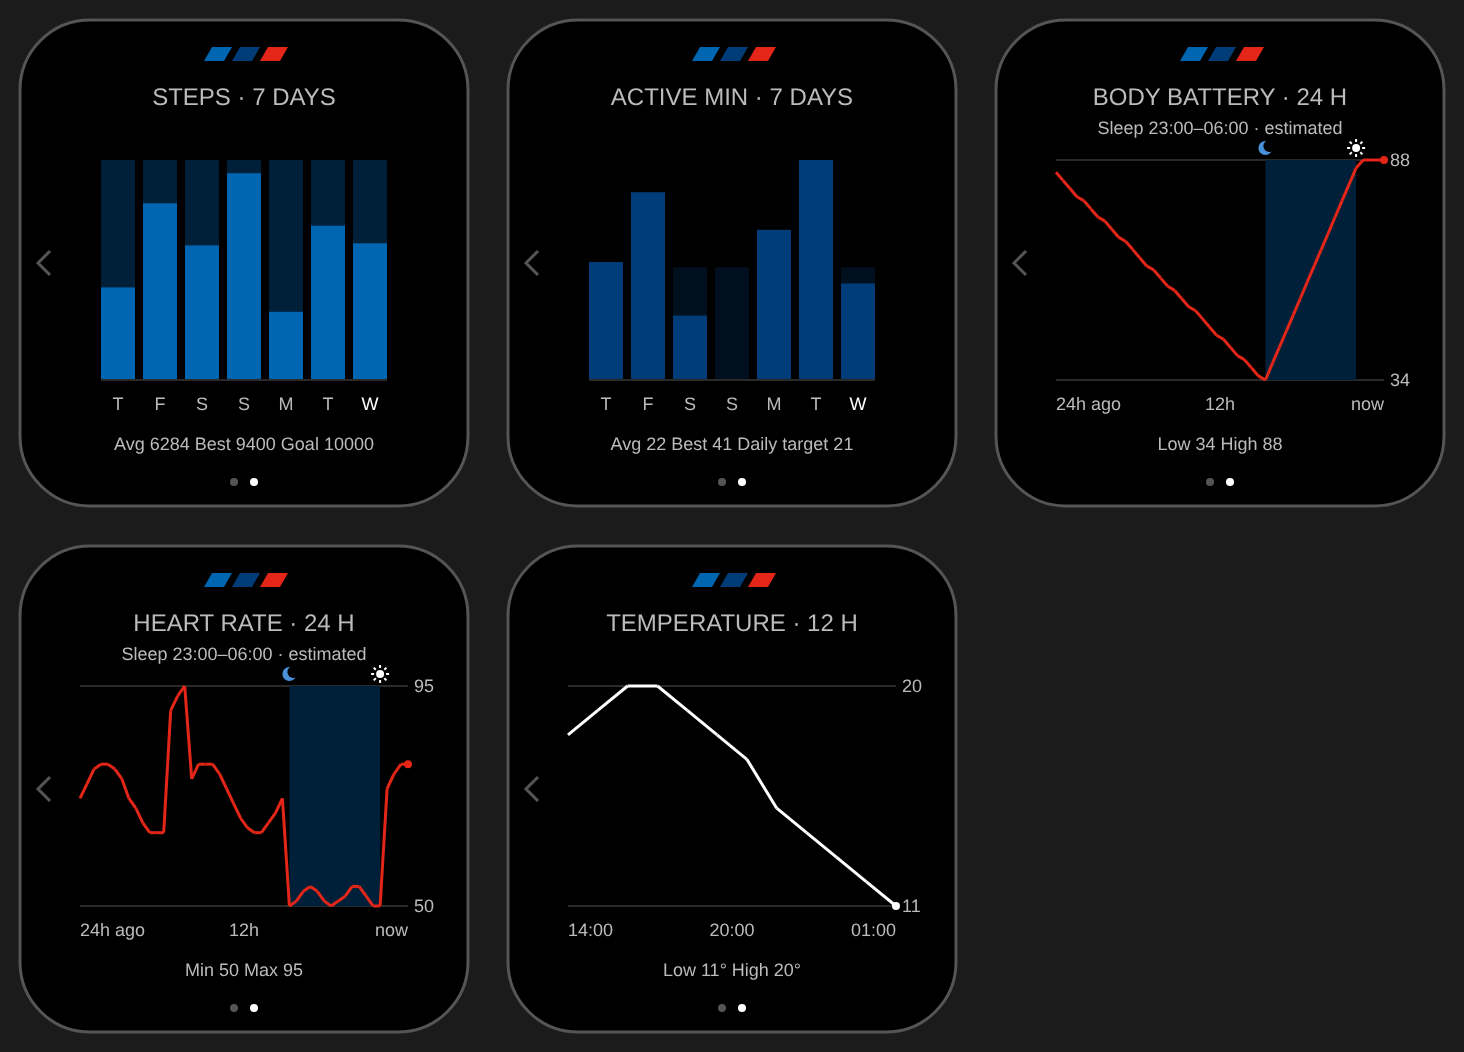 STEPS · 7 DAYS
T F S S M T W
Avg 6284 Best 9400 Goal 10000
ACTIVE MIN · 7 DAYS
T F S S M T W
Avg 22 Best 41 Daily target 21
BODY BATTERY · 24 H
Sleep 23:00–06:00 · estimated
88
34
24h ago 12h now
Low 34 High 88
HEART RATE · 24 H
Sleep 23:00–06:00 · estimated
95
50
24h ago 12h now
Min 50 Max 95
TEMPERATURE · 12 H
20
11
14:00 20:00 01:00
Low 11° High 20°